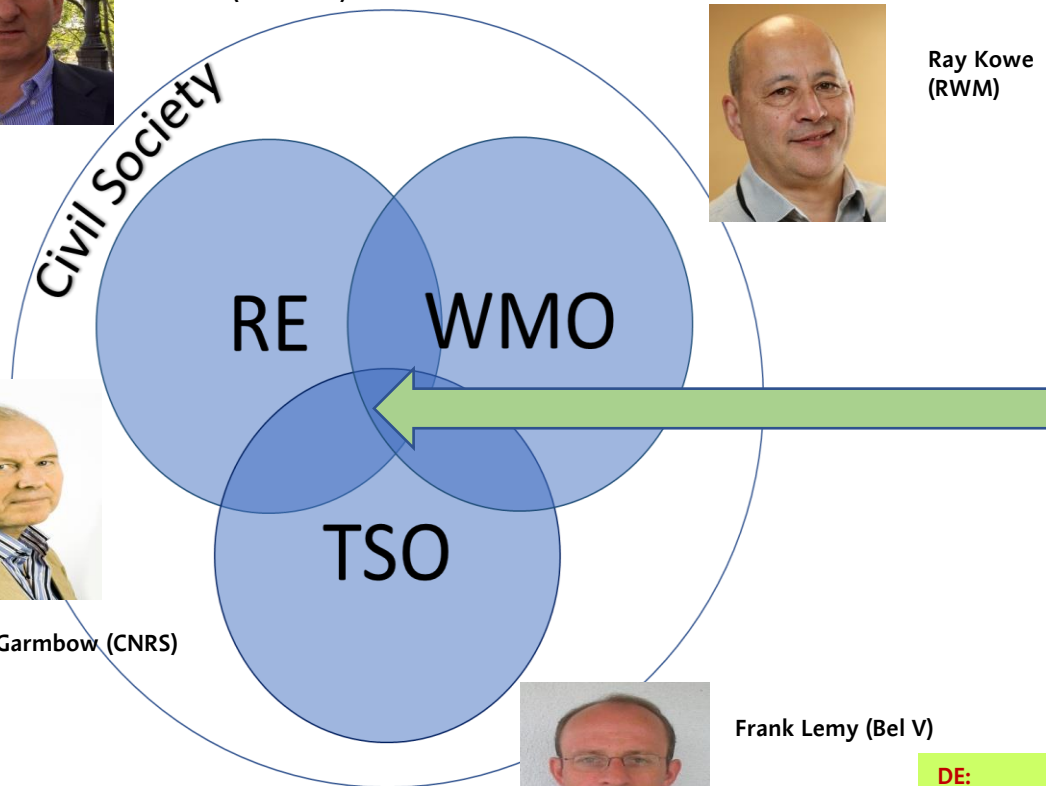 Ray Kowe
(RWM)
Civil Society
RE
WMO
TSO
Garmbow (CNRS)
Frank Lemy (Bel V)
DE: